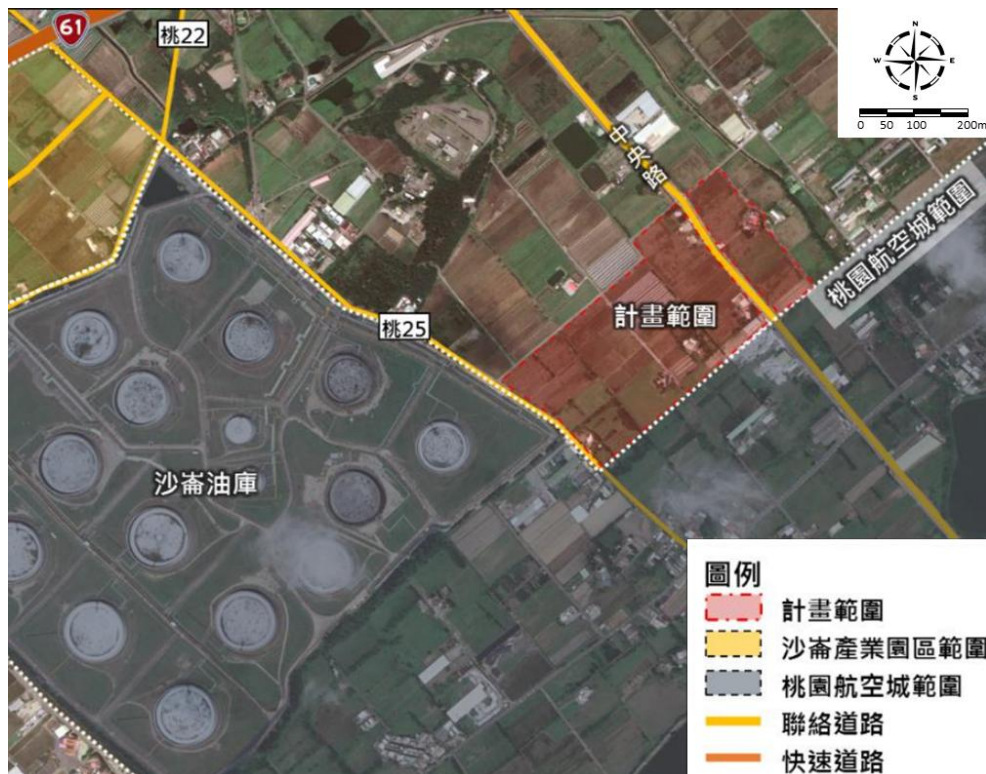 61
桃22
N
W
E
S
0 50 100 200m
中央路
桃園航空城範圍
計畫範圍
桃25
沙崙油庫
圖例
計畫範圍
沙崙產業園區範圍
桃園航空城範圍
聯絡道路
快速道路